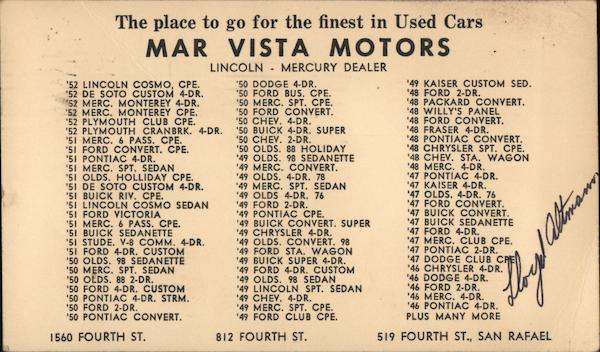 The place to go for the finest in Used Cars
MAR VISTA MOTORS
LINCOLN - MERCURY DEALER
'52 LINCOLN COSMO, CPE.
'52 DE SOTO CUSTOM 4-DR.
'52 MERC. MONTEREY 4-DR.
'52 MERC. MONTEREY CPE.
'52 PLYMOUTH CLUB CPE.
'52 PLYMOUTH CRANBRK. 4-DR.
'51 MERC. 6 PASS. CPE.
'51 FORD CONVERT. CPE.
'51 PONTIAC 4-DR.
'51 MERC. SPT. SEDAN
'51 OLDS. HOLLIDAY CPE.
'51 DE SOTO CUSTOM 4-DR.
'51 BUICK RIV. CPE.
'51 LINCOLN COSMO SEDAN
'51 FORD VICTORIA
'51 MERC. 6 PASS. CPE.
'51 BUICK SEDANETTE
'51 STUDE. V-8 COMM. 4-DR.
'51 FORD 4-DR. CUSTOM
'50 OLDS. 98 SEDANETTE
'50 MERC. SPT. SEDAN
'50 OLDS. 88 2-DR.
'50 FORD 4-DR. CUSTOM
'50 PONTIAC 4-DR. STRM.
'50 FORD 2-DR.
'50 PONTIAC CONVERT.
'50 DODGE 4-DR.
'50 FORD BUS. CPE.
'50 MERC. SPT. CPE.
'50 FORD CONVERT.
'50 CHEV. 4-DR.
'50 BUICK 4-DR. SUPER
'50 CHEV. 2-DR.
'50 OLDS. 88 HOLIDAY
'49 OLDS. 98 SEDANETTE
'49 MERC. CONVERT.
'49 OLDS. 4-DR. 78
'49 MERC. SPT. SEDAN
'49 OLDS. 4-DR. 76
'49 FORD 2-DR.
'49 PONTIAC CPE.
'49 BUICK CONVERT. SUPER
'49 CHRYSLER 4-DR.
'49 OLDS. CONVERT. 98
'49 FORD STA. WAGON
'49 BUICK SUPER 4-DR.
'49 FORD 4-DR. CUSTOM
'49 OLDS. 98 SEDAN
'49 LINCOLN SPT. SEDAN
'49 CHEV. 4-DR.
'49 MERC. SPT. CPE.
'49 FORD CLUB CPE.
'49 KAISER CUSTOM SED.
'48 FORD 2-DR.
'48 PACKARD CONVERT.
'48 WILLY'S PANEL
'48 FORD CONVERT.
'48 FRASER 4-DR.
'48 PONTIAC CONVERT.
'48 CHRYSLER SPT. CPE.
'48 CHEV. STA. WAGON
'48 MERC. 4-DR.
'47 PONTIAC 4-DR.
'47 KAISER 4-DR.
'47 OLDS. 4-DR. 76
'47 FORD CONVERT.
'47 BUICK CONVERT.
'47 BUICK SEDANETTE
'47 FORD 4-DR.
'47 MERC. CLUB CPE.
'47 PONTIAC 2-DR.
'47 DODGE CLUB CPE.
'46 CHRYSLER 4-DR.
'46 DODGE 4-DR.
'46 FORD 2-DR.
'46 MERC. 4-DR.
'46 PONTIAC 4-DR.
PLUS MANY MORE
Lloyd Altmann
1560 FOURTH ST. 812 FOURTH ST. 519 FOURTH ST., SAN RAFAEL